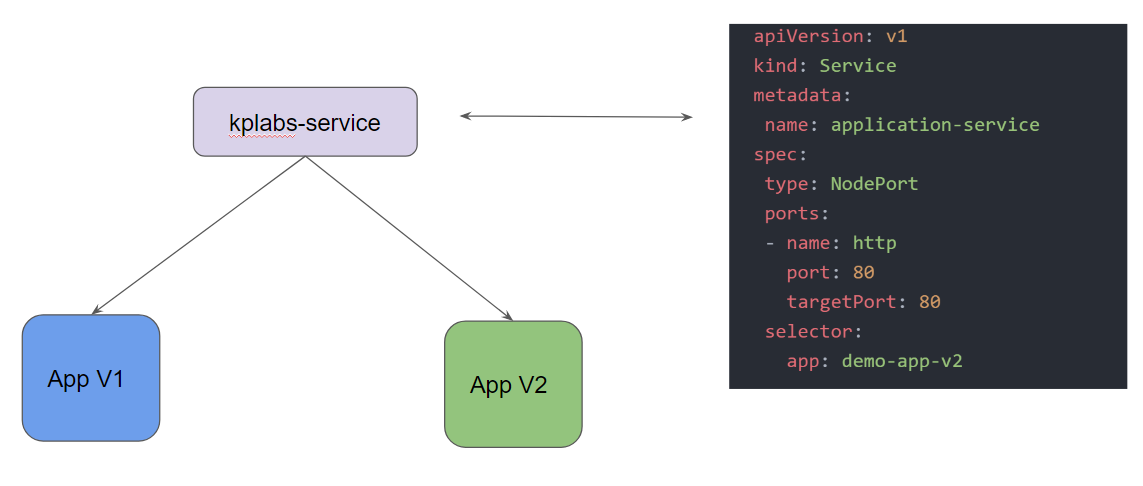 kplabs-service
App V1
App V2
apiVersion: v1
kind: Service
metadata:
 name: application-service
spec:
 type: NodePort
 ports:
 - name: http
   port: 80
   targetPort: 80
 selector:
   app: demo-app-v2